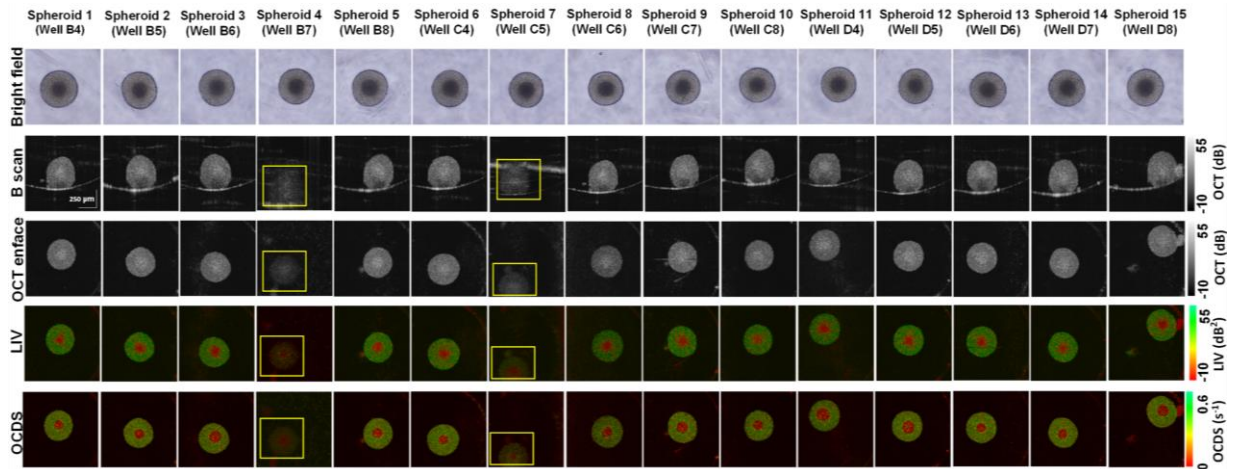 Spheroid 1 Spheroid 2 Spheroid 3 Spheroid 4 Spheroid 5 Spheroid 6 Spheroid 7 Spheroid 8 Spheroid 9 Spheroid 10 Spheroid 11 Spheroid 12 Spheroid 13 Spheroid 14 Spheroid 15
(Well B4) (Well B5) (Well B6) (Well B7) (Well B8) (Well C4) (Well C5) (Well C6) (Well C7) (Well C8) (Well D4) (Well D5) (Well D6) (Well D7) (Well D8)
Bright field
B scan
250 µm
-10 55
OCT (dB)
OCT enface
-10 55
OCT (dB)
LIV
-10 55
LIV (dB²)
OCDS
0 0.6
OCDS (s⁻¹)